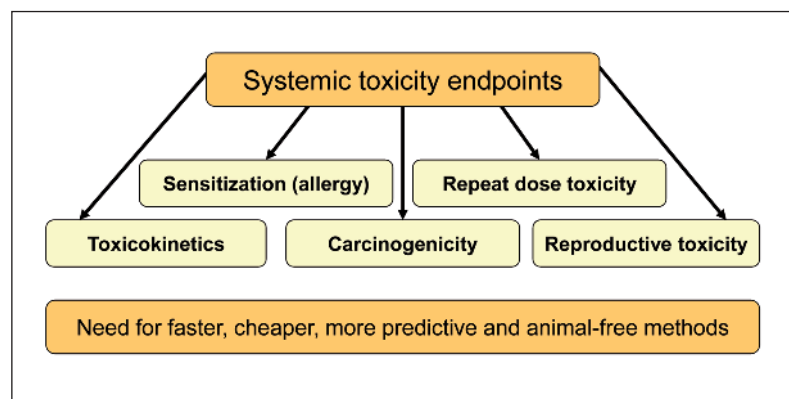 Systemic toxicity endpoints
Sensitization (allergy)
Repeat dose toxicity
Toxicokinetics
Carcinogenicity
Reproductive toxicity
Need for faster, cheaper, more predictive and animal-free methods